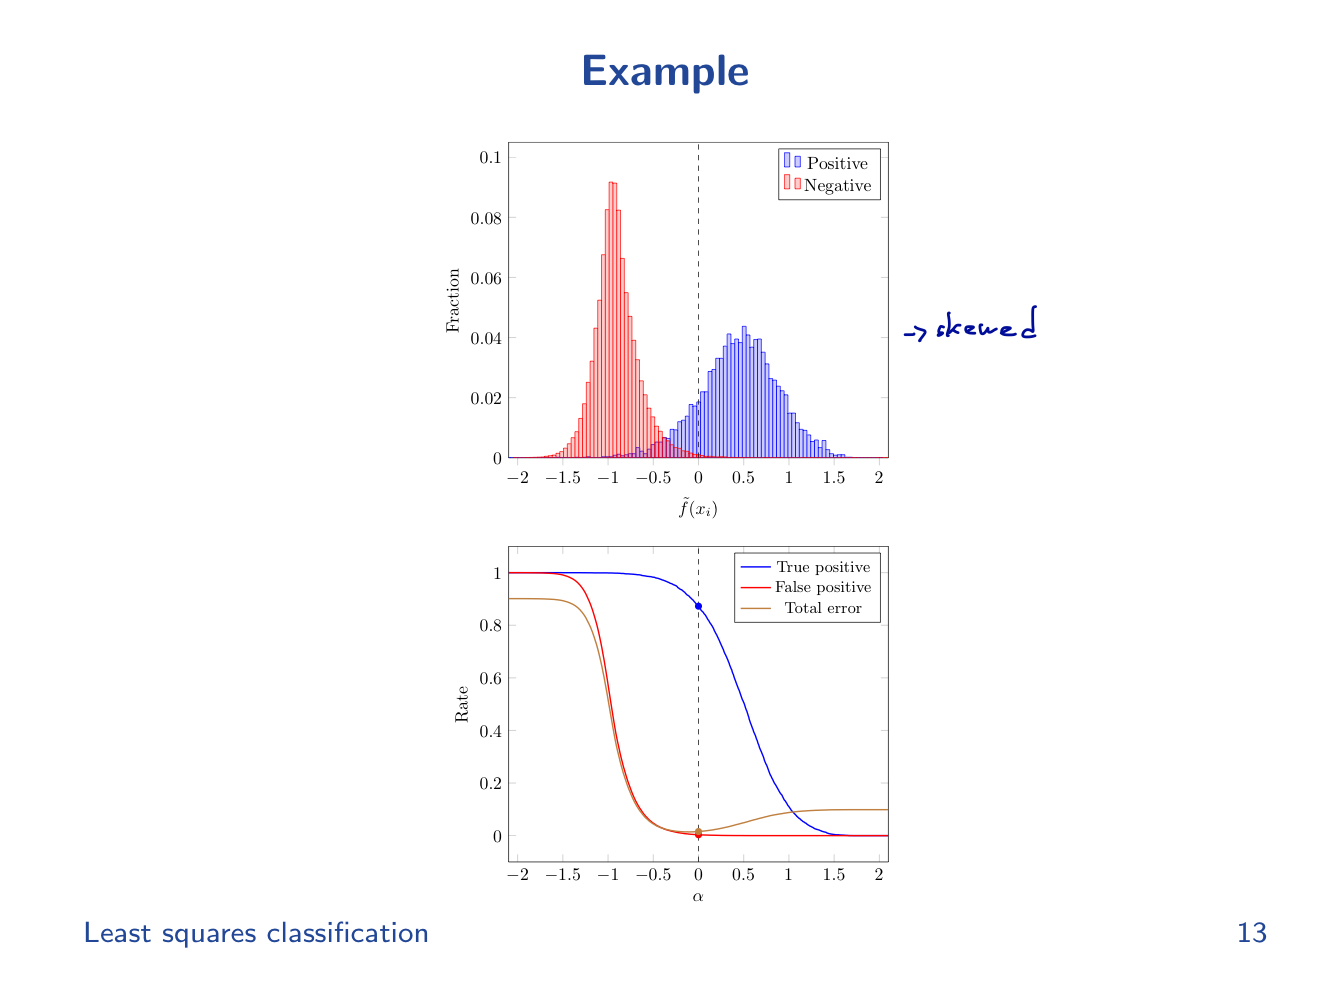 Example
0.1
0.08
0.06
0.04
0.02
0
Fraction
Positive
Negative
→ skewed
−2 −1.5 −1 −0.5 0 0.5 1 1.5 2
f̃(xᵢ)
1
0.8
0.6
0.4
0.2
0
Rate
True positive
False positive
Total error
−2 −1.5 −1 −0.5 0 0.5 1 1.5 2
α
Least squares classification 13